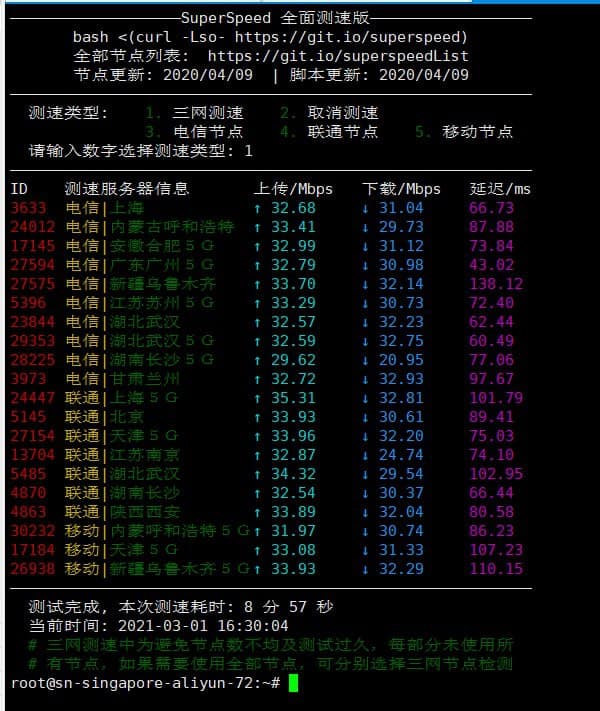 SuperSpeed 全面测速版
bash <(curl -Lso- https://git.io/superspeed)
全部节点列表: https://git.io/superspeedList
节点更新: 2020/04/09 | 脚本更新: 2020/04/09
测速类型: 1. 三网测速 2. 取消测速
3. 电信节点 4. 联通节点 5. 移动节点
请输入数字选择测速类型: 1
ID 测速服务器信息 上传/Mbps 下载/Mbps 延迟/ms
3633 电信|上海 ↑ 32.68 ↓ 31.04 66.73
24012 电信|内蒙古呼和浩特 ↑ 33.41 ↓ 29.73 87.88
17145 电信|安徽合肥５Ｇ ↑ 32.99 ↓ 31.12 73.84
27594 电信|广东广州５Ｇ ↑ 32.79 ↓ 30.98 43.02
27575 电信|新疆乌鲁木齐 ↑ 33.70 ↓ 32.14 138.12
5396 电信|江苏苏州５Ｇ ↑ 33.29 ↓ 30.73 72.40
23844 电信|湖北武汉 ↑ 32.57 ↓ 32.23 62.44
29353 电信|湖北武汉５Ｇ ↑ 32.59 ↓ 32.75 60.49
28225 电信|湖南长沙５Ｇ ↑ 29.62 ↓ 20.95 77.06
3973 电信|甘肃兰州 ↑ 32.72 ↓ 32.93 97.67
24447 联通|上海５Ｇ ↑ 35.31 ↓ 32.81 101.79
5145 联通|北京 ↑ 33.93 ↓ 30.61 89.41
27154 联通|天津５Ｇ ↑ 33.96 ↓ 32.20 75.03
13704 联通|江苏南京 ↑ 32.87 ↓ 24.74 74.10
5485 联通|湖北武汉 ↑ 34.32 ↓ 29.54 102.95
4870 联通|湖南长沙 ↑ 32.54 ↓ 30.37 66.44
4863 联通|陕西西安 ↑ 33.89 ↓ 32.04 80.58
30232 移动|内蒙呼和浩特５Ｇ ↑ 31.97 ↓ 30.74 86.23
17184 移动|天津５Ｇ ↑ 33.08 ↓ 31.33 107.23
26938 移动|新疆乌鲁木齐５Ｇ ↑ 33.93 ↓ 32.29 110.15
测试完成, 本次测速耗时: 8 分 57 秒
当前时间: 2021-03-01 16:30:04
# 三网测速中为避免节点数不均及测试过久，每部分未使用所
# 有节点，如果需要使用全部节点，可分别选择三网节点检测
root@sn-singapore-aliyun-72:~#